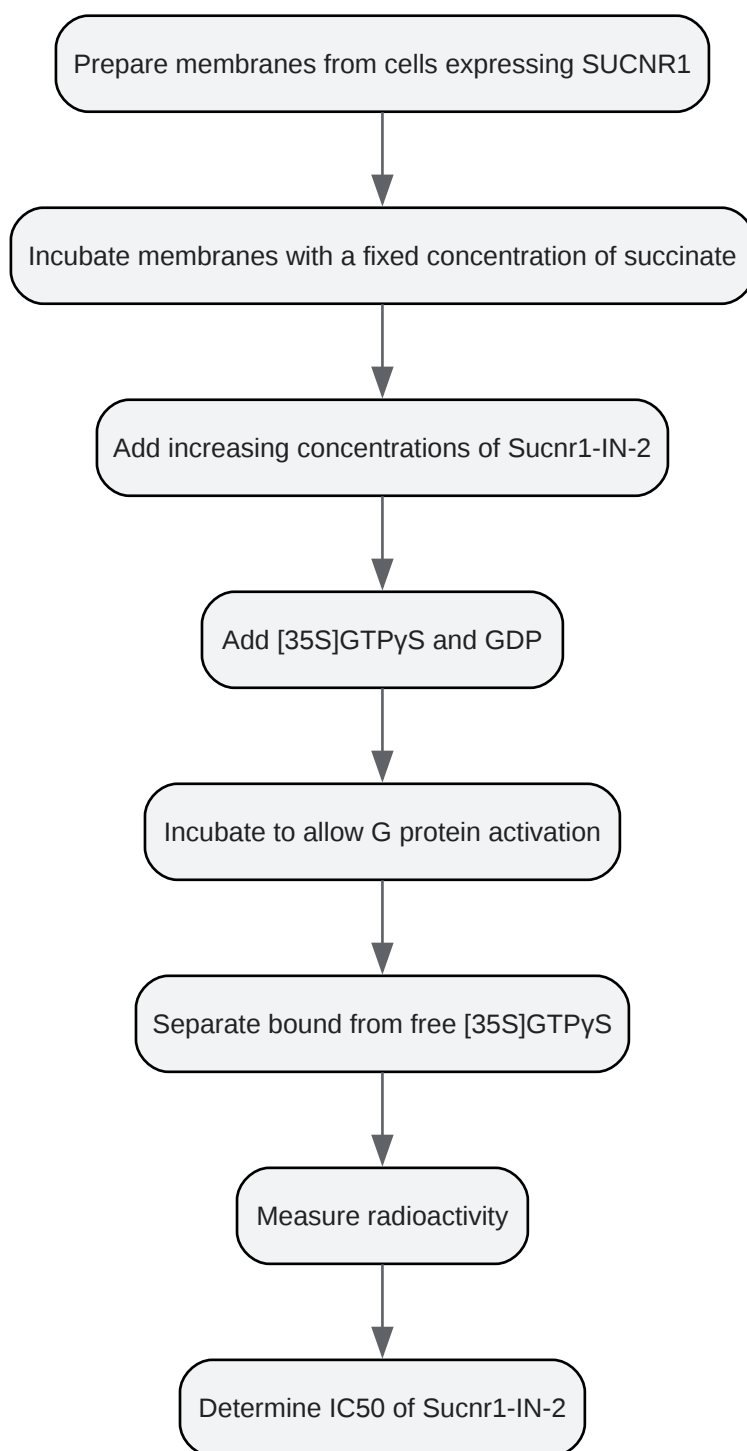 Prepare membranes from cells expressing SUCNR1
Incubate membranes with a fixed concentration of succinate
Add increasing concentrations of Sucnr1-IN-2
Add [35S]GTPγS and GDP
Incubate to allow G protein activation
Separate bound from free [35S]GTPγS
Measure radioactivity
Determine IC50 of Sucnr1-IN-2